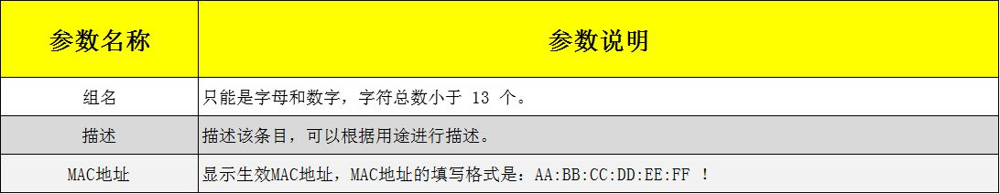 参数名称 参数说明
组名 只能是字母和数字，字符总数小于 13 个。
描述 描述该条目，可以根据用途进行描述。
MAC地址 显示生效MAC地址，MAC地址的填写格式是：AA:BB:CC:DD:EE:FF ！